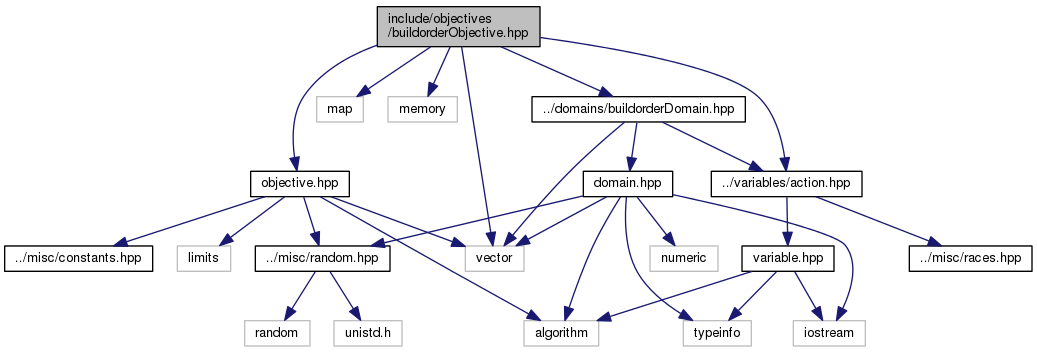 include/objectives
/buildorderObjective.hpp
map
memory
../domains/buildorderDomain.hpp
objective.hpp
domain.hpp
../variables/action.hpp
../misc/constants.hpp
limits
../misc/random.hpp
vector
numeric
variable.hpp
../misc/races.hpp
random
unistd.h
algorithm
typeinfo
iostream